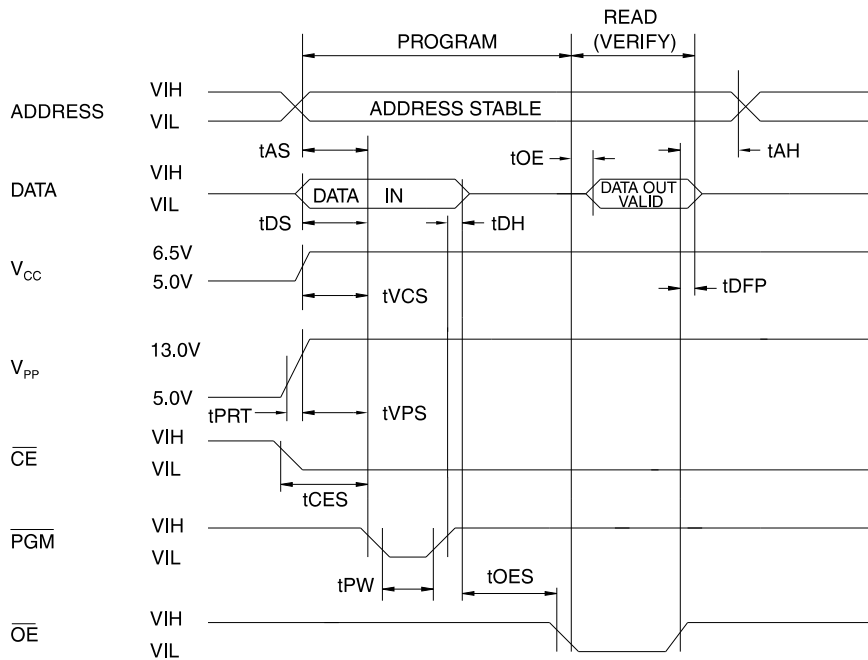 READ
PROGRAM (VERIFY)
VIH
ADDRESS ADDRESS STABLE
VIL
tAS tOE tAH
VIH
DATA DATA IN DATA OUT VALID
VIL
tDS tDH
6.5V
VCC
5.0V
tVCS tDFP
13.0V
VPP
5.0V
tPRT tVPS
VIH
CE
VIL
tCES
VIH
PGM
VIL
tPW tOES
VIH
OE
VIL